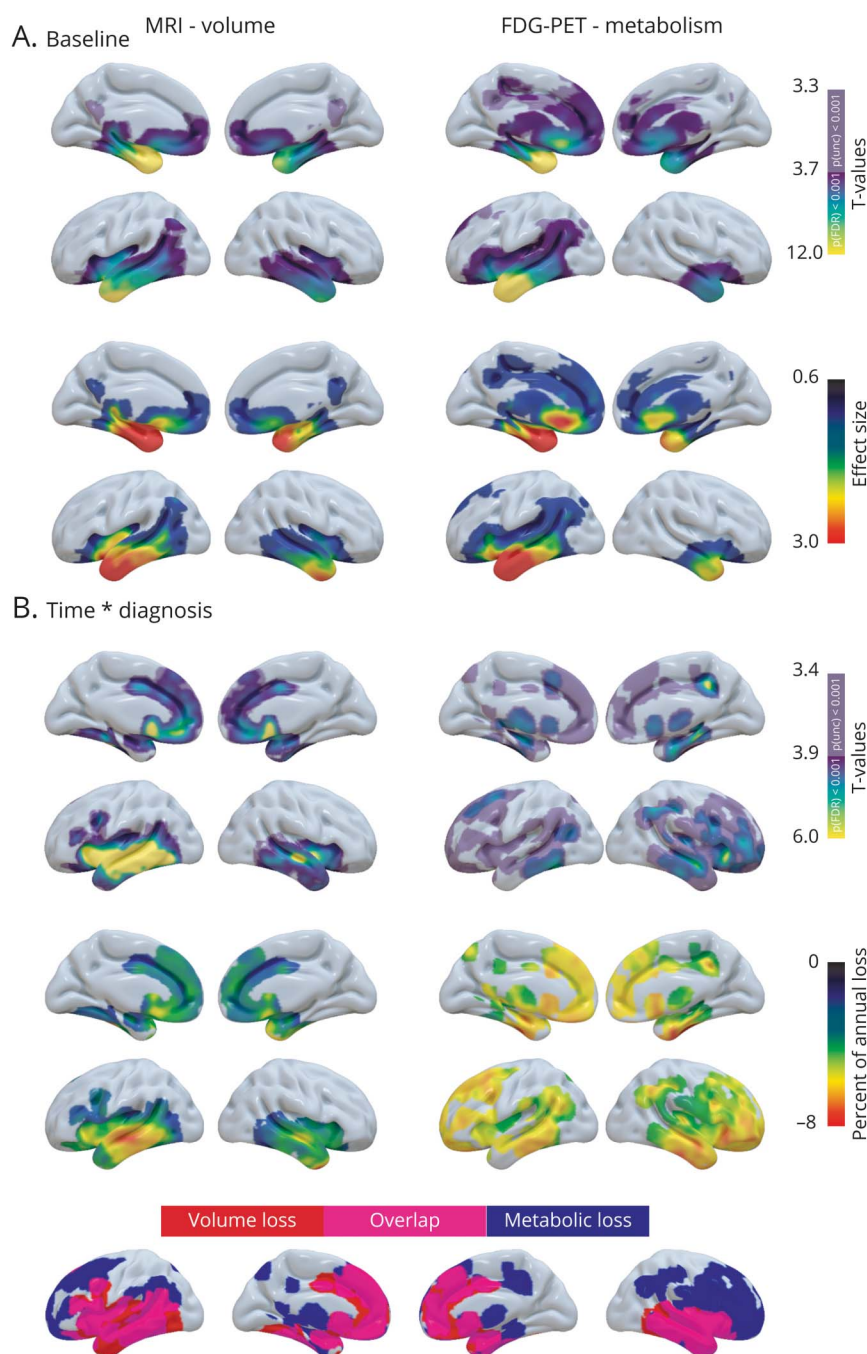 MRI - volume
FDG-PET - metabolism
A. Baseline
3.3
p(unc) < 0.001
3.7
p(FDR) < 0.001
12.0
T-values
0.6
Effect size
3.0
B. Time * diagnosis
3.4
p(unc) < 0.001
3.9
p(FDR) < 0.001
6.0
T-values
0
Percent of annual loss
–8
Volume loss
Overlap
Metabolic loss